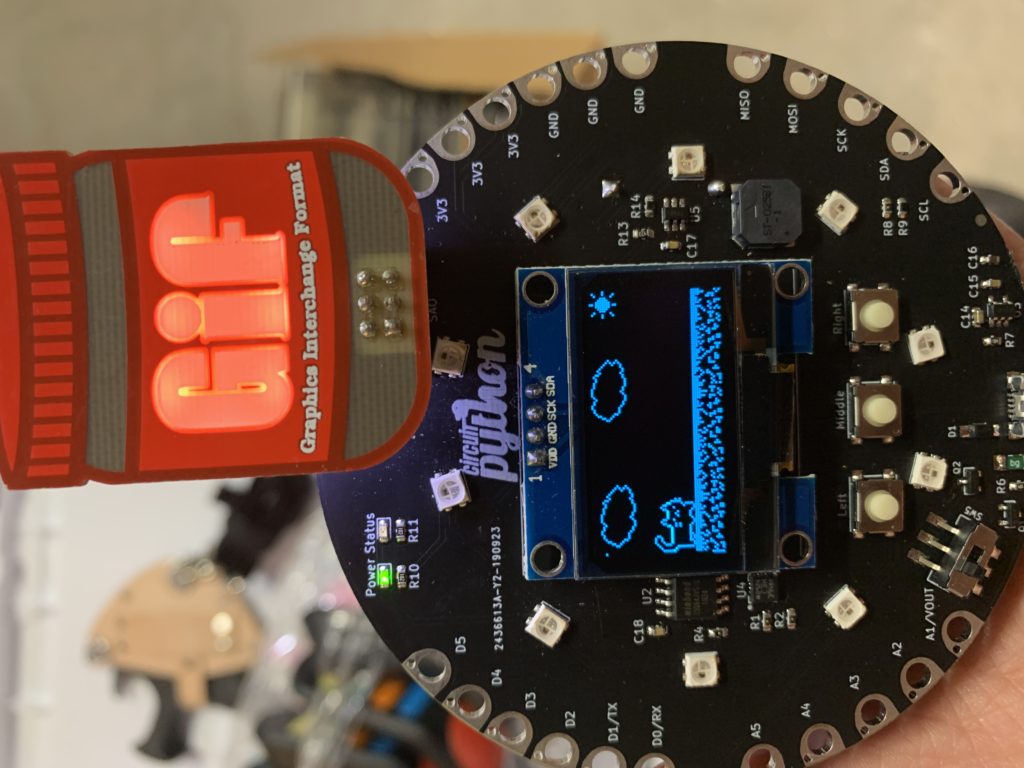 GiF
Graphics Interchange Format
Power Status
R10 R11
SAO
D5
3V3
D4
2436613A-Y2-190923
circuit
python
3V3
D3
3V3
1 4
VDD GND SCK SDA
D2
GND
GND
D1/TX
R13
R14
GND
D0/RX
C18
U2
winbond
C17
U5
R4
MISO
A5
R1
U4
R2
MOSI
A4
Left Middle Right
SCK
A3
R8
SDA
R9
A2
SCL
A1/VOUT
SW3
Q2
D1
C14
C15
C16
R6
R7